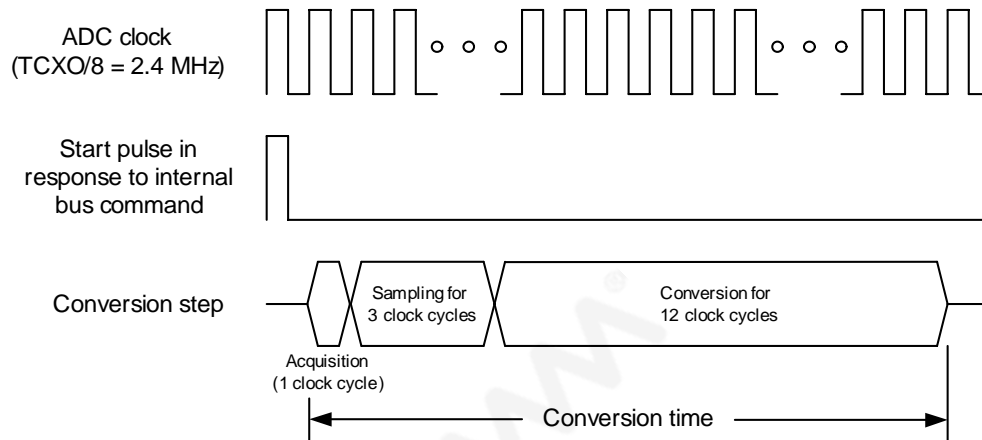 ADC clock
(TCXO/8 = 2.4 MHz)
Start pulse in
response to internal
bus command
Conversion step
Sampling for
3 clock cycles
Conversion for
12 clock cycles
Acquisition
(1 clock cycle)
Conversion time